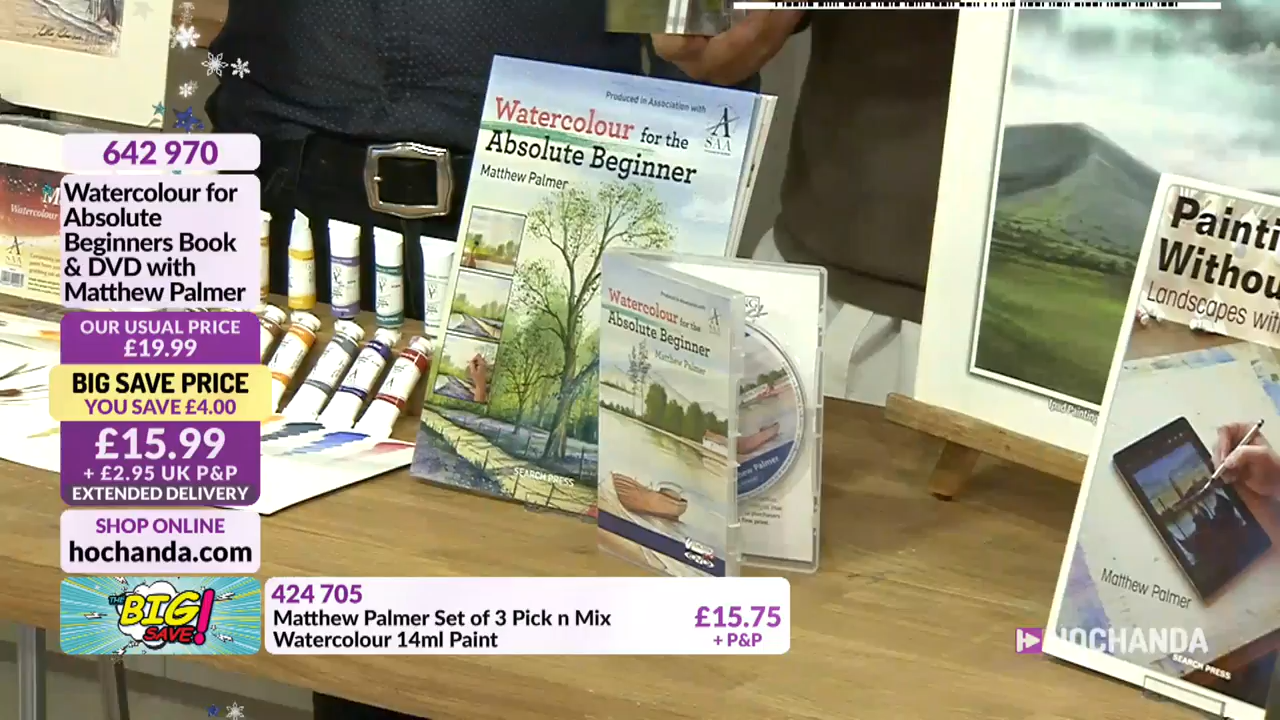 642 970
Watercolour for
Absolute
Beginners Book
& DVD with
Matthew Palmer
OUR USUAL PRICE
£19.99
BIG SAVE PRICE
YOU SAVE £4.00
£15.99
+ £2.95 UK P&P
EXTENDED DELIVERY
SHOP ONLINE
hochanda.com
THE
BIG
SAVE!
424 705
Matthew Palmer Set of 3 Pick n Mix
Watercolour 14ml Paint
£15.75
+ P&P
Produced in Association with
SAA
Watercolour for the
Absolute Beginner
Matthew Palmer
SEARCH PRESS
Watercolour for the
Absolute Beginner
Matthew Palmer
Palmer
Ipad Painting
Painti
Withou
Landscapes wit
Matthew Palmer
SEARCH PRESS
HOCHANDA